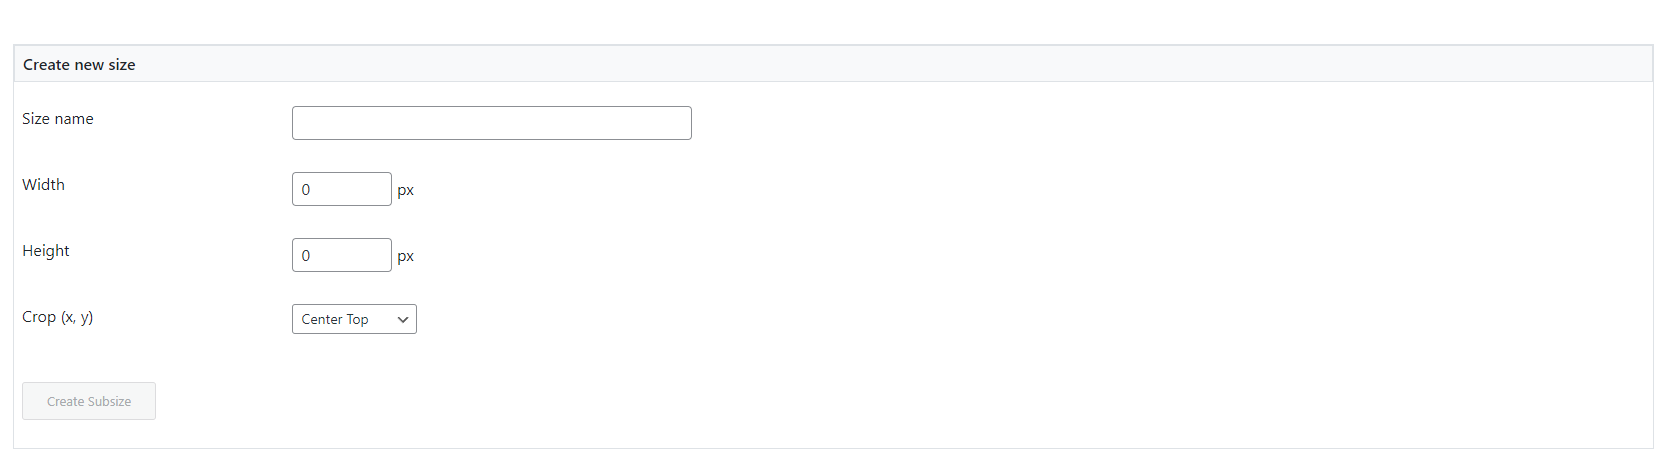 Create new size
Size name
Width
0 px
Height
0 px
Crop (x, y)
Center Top
Create Subsize